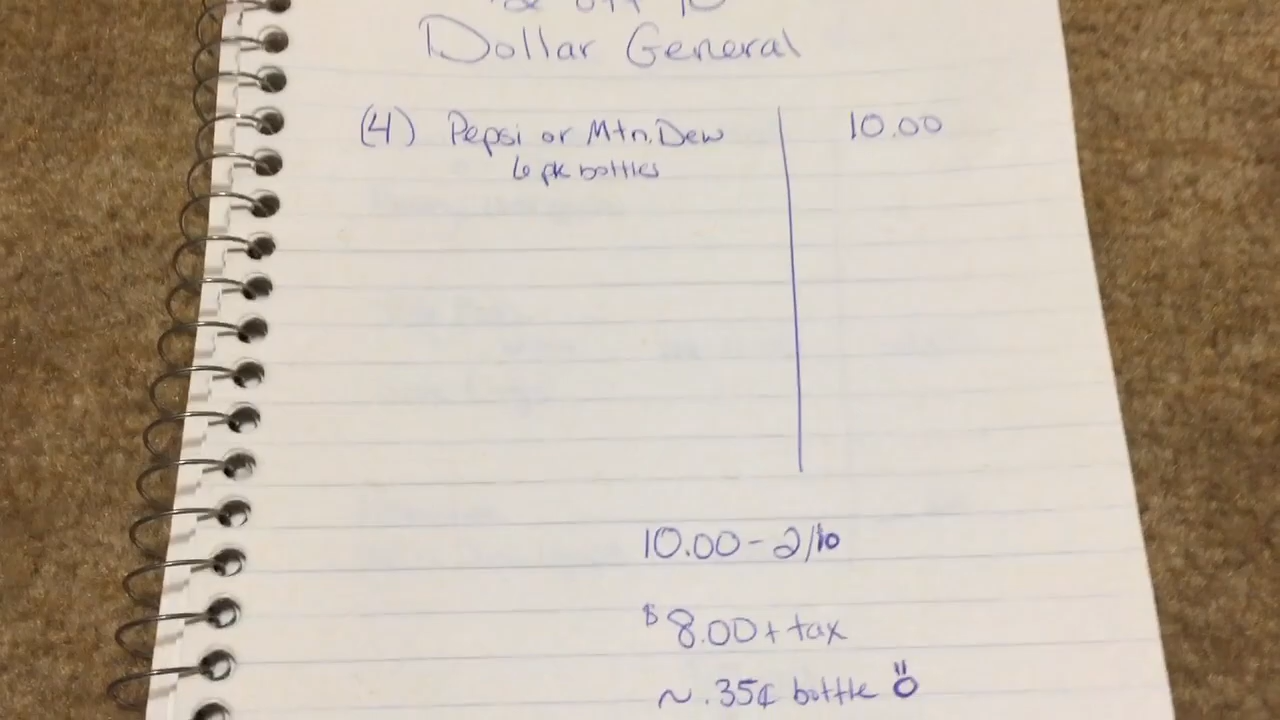 Dollar General
(4) Pepsi or Mtn. Dew 10.00
6 pk bottles
10.00 - 2/10
$8.00 + tax
~ .35¢ bottle